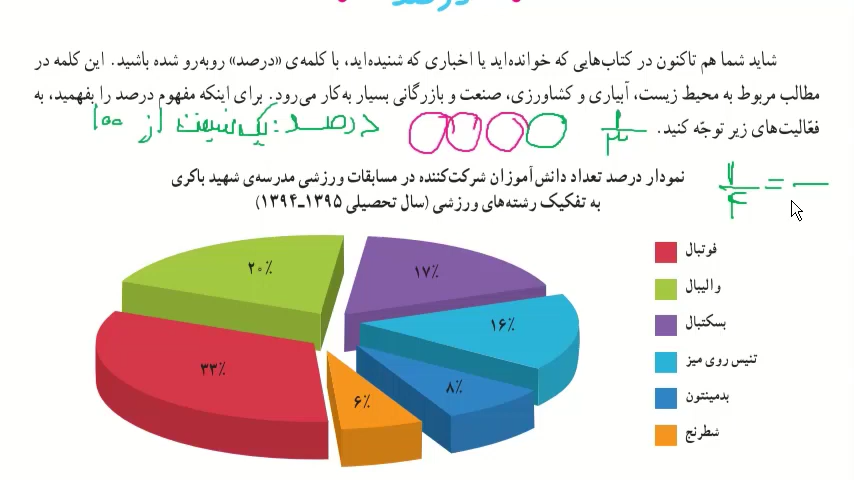 درصد
شاید شما هم تاکنون در کتاب‌هایی که خوانده‌اید یا اخباری که شنیده‌اید، با کلمه‌ی «درصد» روبه‌رو شده باشید. این کلمه در
مطالب مربوط به محیط زیست، آبیاری و کشاورزی، صنعت و بازرگانی بسیار به‌کار می‌رود. برای اینکه مفهوم درصد را بفهمید، به
فعّالیت‌های زیر توجّه کنید.
درصد: یک نسبت از ۱۰۰
نمودار درصد تعداد دانش‌آموزان شرکت‌کننده در مسابقات ورزشی مدرسه‌ی شهید باکری
به تفکیک رشته‌های ورزشی (سال تحصیلی ۱۳۹۵ـ۱۳۹۴)
۱/۴ =
فوتبال
والیبال
بسکتبال
تنیس روی میز
بدمینتون
شطرنج
۲۰٪
۱۷٪
۱۶٪
۸٪
۶٪
۳۳٪